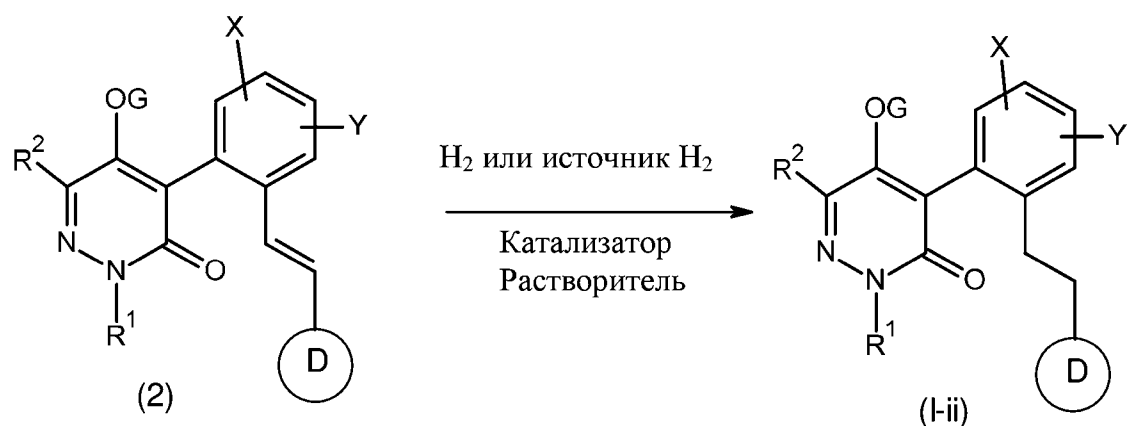 X
OG
Y
R²
N
N
O
R¹
D
(2)
H₂ или источник H₂
Катализатор
Растворитель
X
OG
Y
R²
N
N
O
R¹
D
(I-ii)